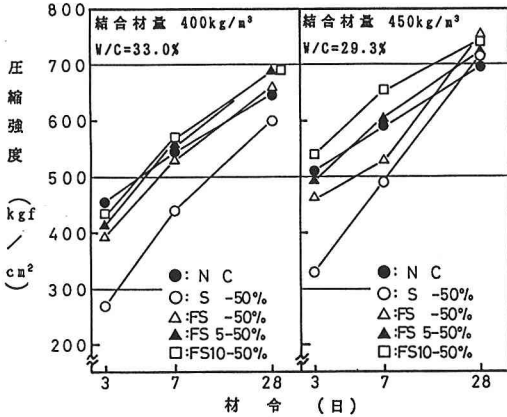 800
700
600
500
400
300
200
圧縮強度 (kgf/cm²)
結合材量 400kg/m³
W/C=33.0%
●: N C
○: S -50%
△:FS -50%
▲:FS 5-50%
□:FS10-50%
3 7 28
結合材量 450kg/m³
W/C=29.3%
●: N C
○: S -50%
△:FS -50%
▲:FS 5-50%
□:FS10-50%
3 7 28
材 令 (日)